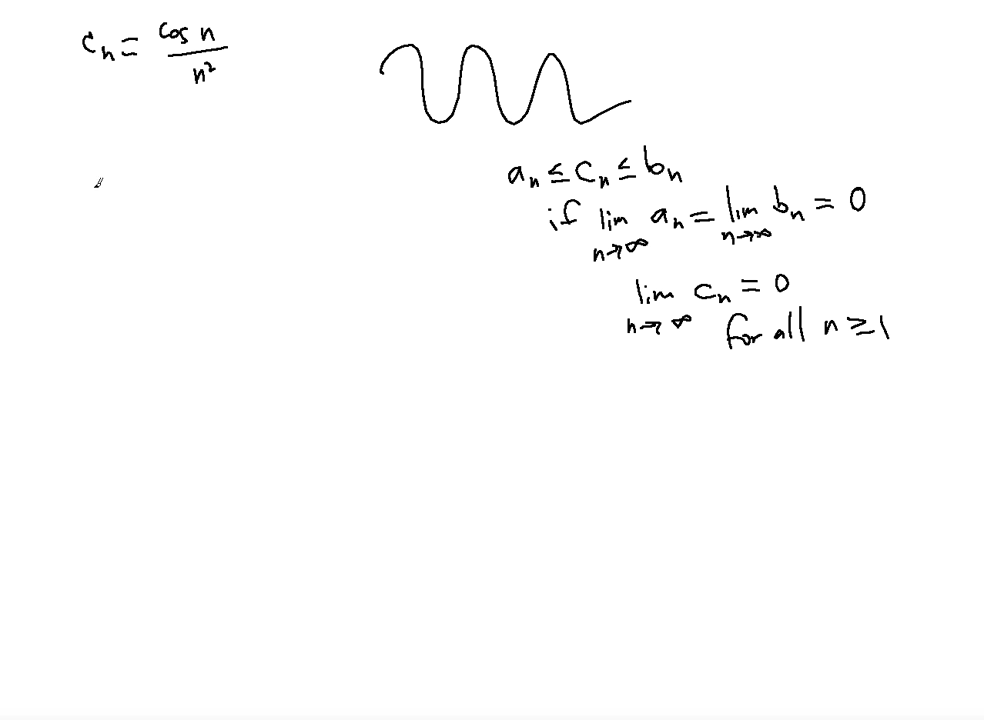 cₙ = cos n / n²
aₙ ≤ cₙ ≤ bₙ
if lim n→∞ aₙ = lim n→∞ bₙ = 0
lim n→∞ cₙ = 0
for all n ≥ 1